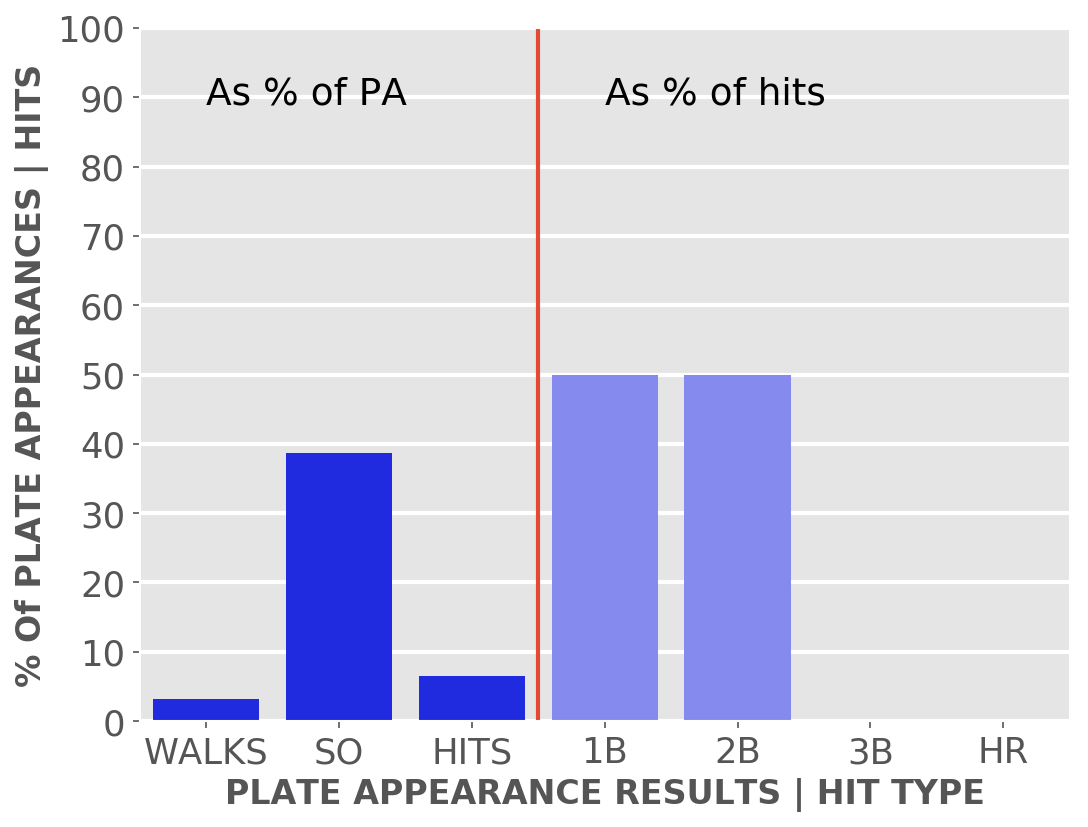 100
90
80
70
60
50
40
30
20
10
0
% Of PLATE APPEARANCES | HITS
As % of PA
As % of hits
WALKS SO HITS 1B 2B 3B HR
PLATE APPEARANCE RESULTS | HIT TYPE